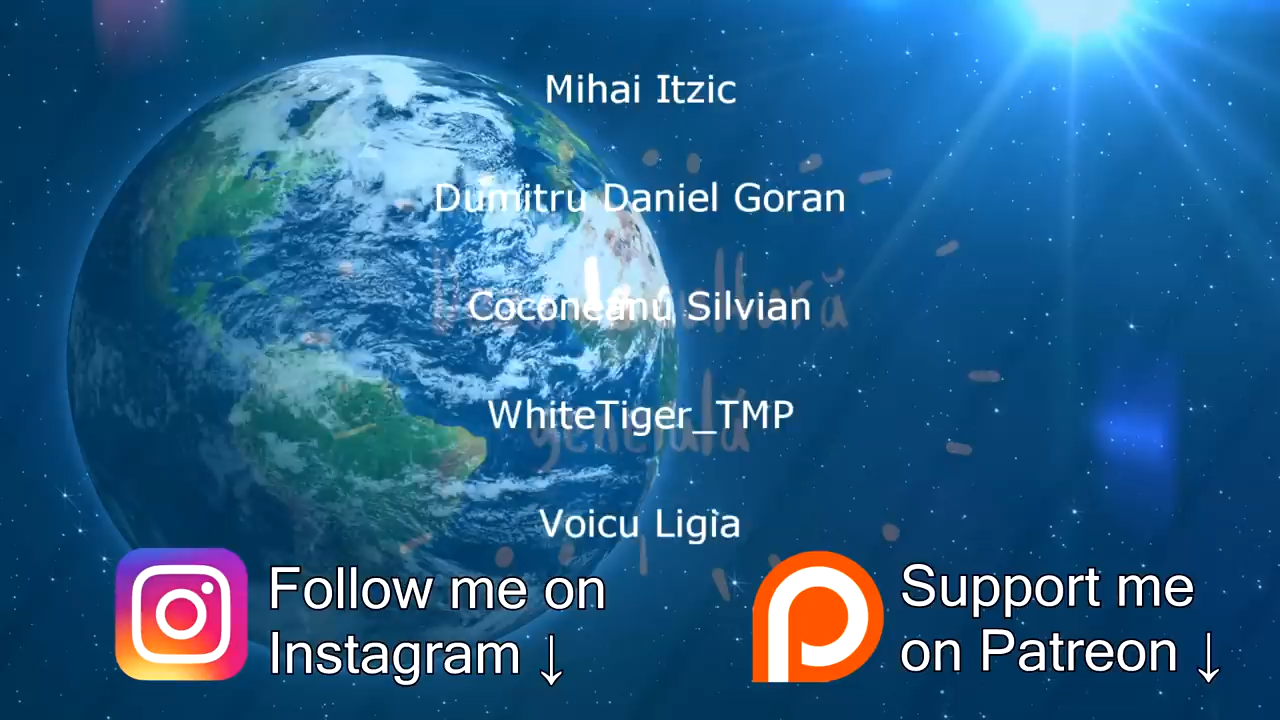 Mihai Itzic
Dumitru Daniel Goran
Coconeanu Silvian
WhiteTiger_TMP
Voicu Ligia
Follow me on
Instagram ↓
Support me
on Patreon ↓